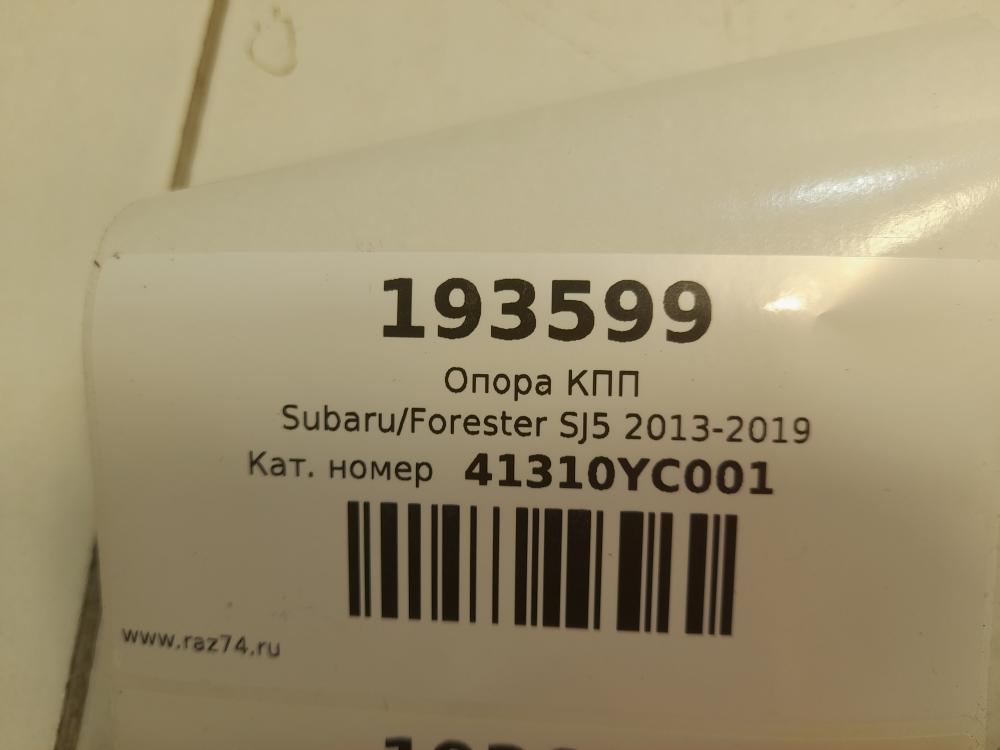 193599
Опора КПП
Subaru/Forester SJ5 2013-2019
Кат. номер 41310YC001
www.raz74.ru